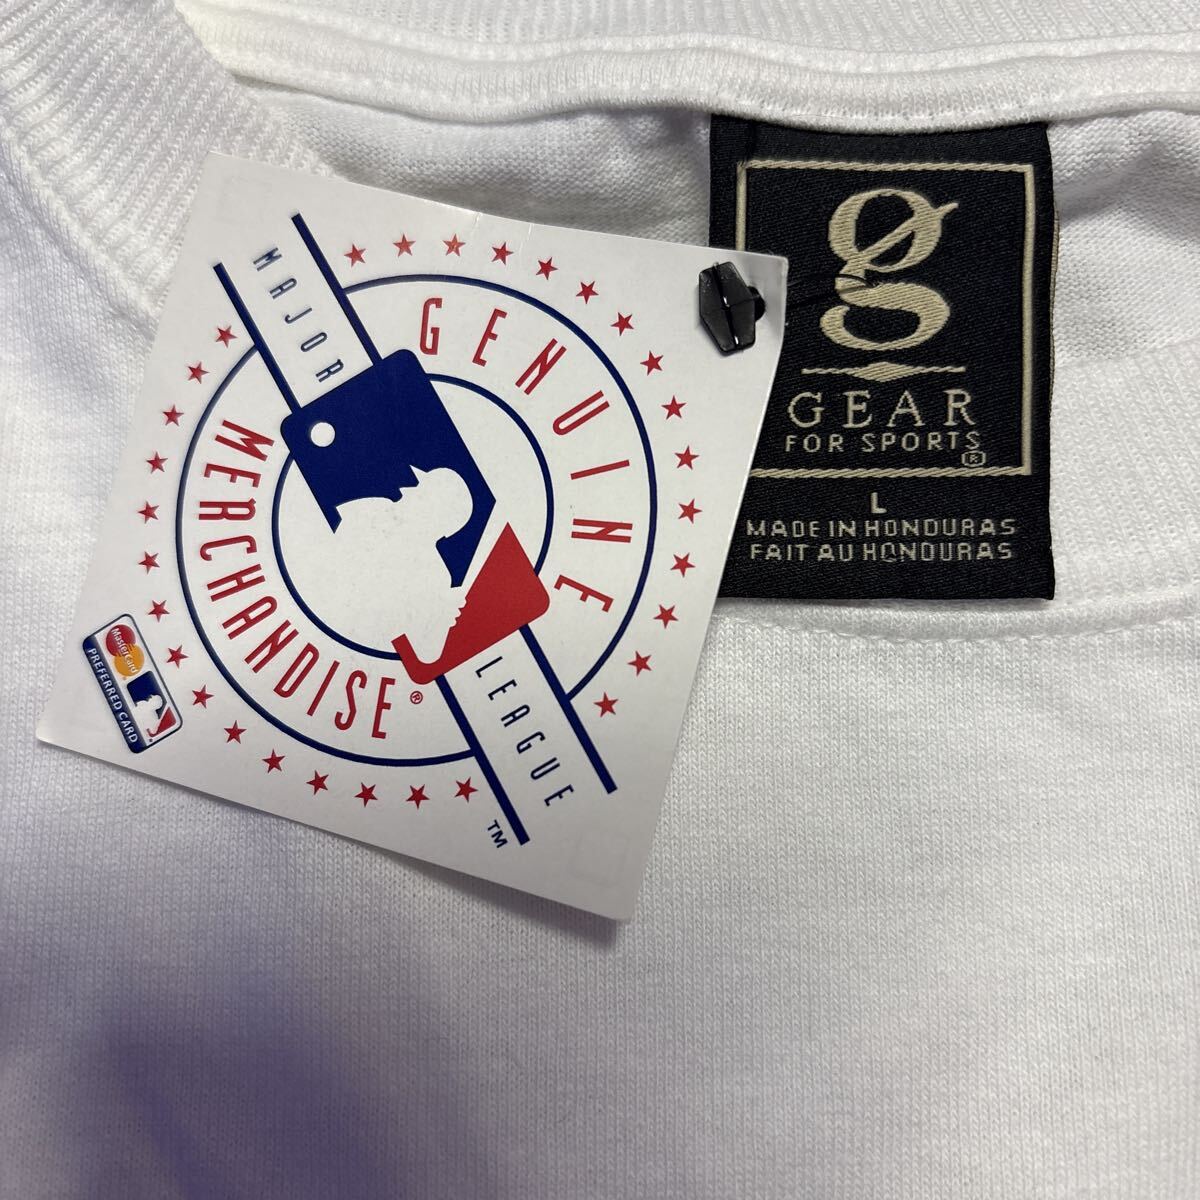 MAJOR
GENUINE
MERCHANDISE®
LEAGUE
TM
MasterCard
PREFERRED CARD
g
GEAR
FOR SPORTS®
L
MADE IN HONDURAS
FAIT AU HONDURAS